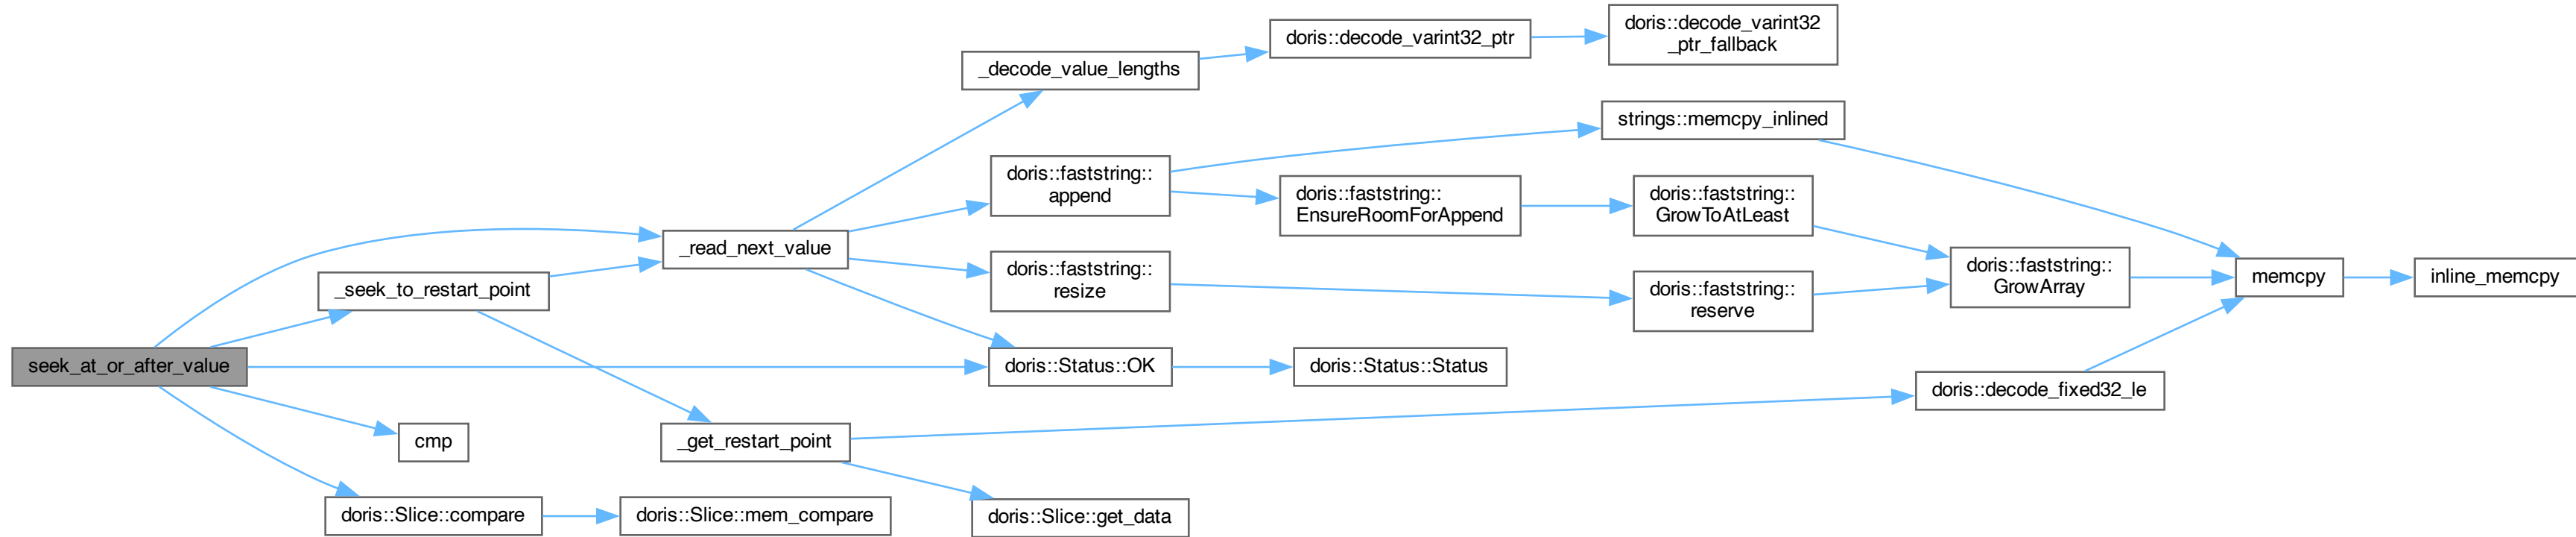 seek_at_or_after_value
_seek_to_restart_point
cmp
doris::Slice::compare
_read_next_value
_get_restart_point
doris::Slice::mem_compare
_decode_value_lengths
doris::faststring::
append
doris::faststring::
resize
doris::Status::OK
doris::Slice::get_data
doris::decode_varint32_ptr
doris::faststring::
EnsureRoomForAppend
doris::Status::Status
doris::decode_varint32
_ptr_fallback
strings::memcpy_inlined
doris::faststring::
GrowToAtLeast
doris::faststring::
reserve
doris::faststring::
GrowArray
doris::decode_fixed32_le
memcpy
inline_memcpy